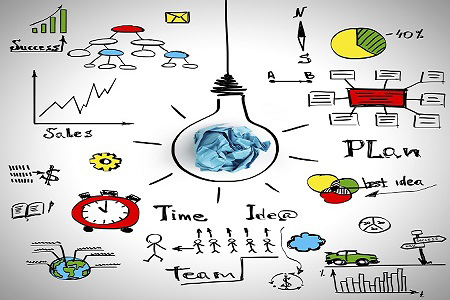 Success
N
S
-40%
A B
Sales
PLan
best idea
Time Ide@
Team
$
$
%